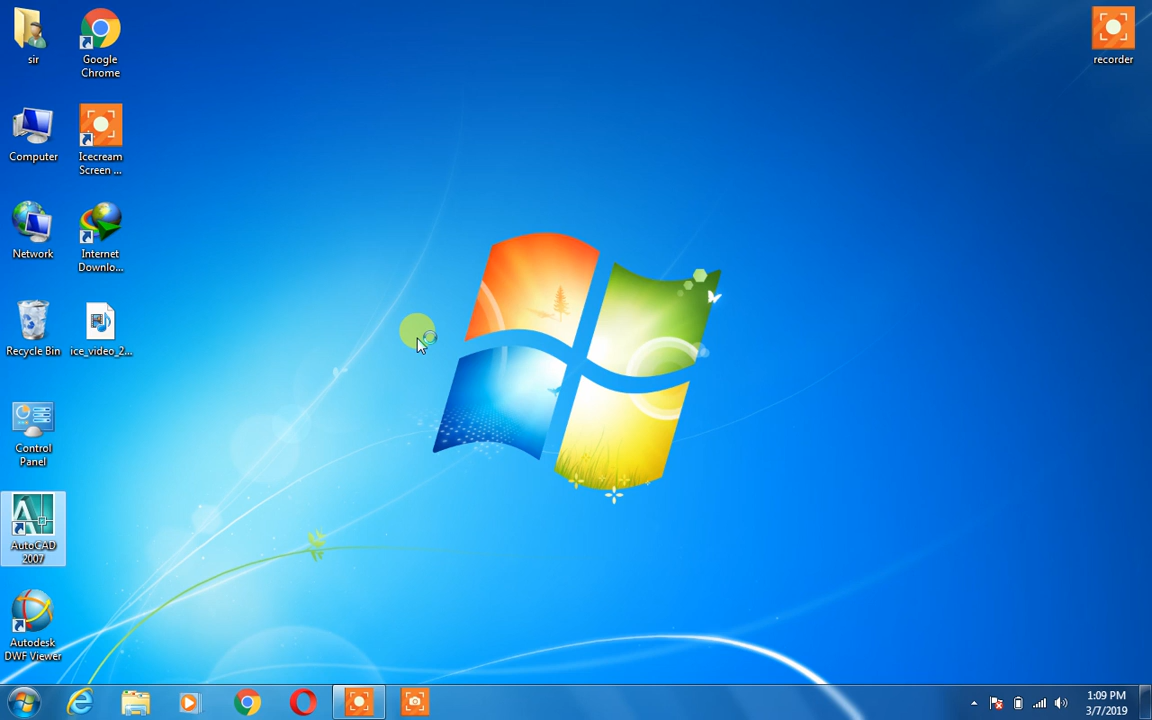 sir
Google
Chrome
recorder
Computer
Icecream
Screen ...
Network
Internet
Downlo...
Recycle Bin
ice_video_2...
Control
Panel
AutoCAD
2007
Autodesk
DWF Viewer
1:09 PM
3/7/2019